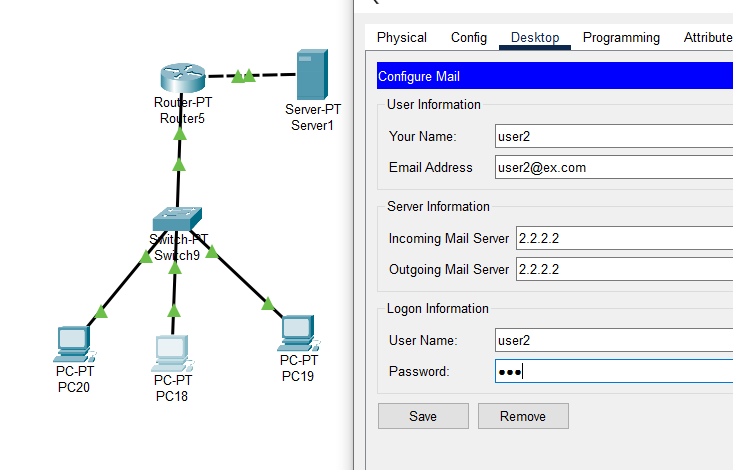 Router-PT
Router5
Server-PT
Server1
Switch-PT
Switch9
PC-PT
PC20
PC-PT
PC18
PC-PT
PC19
Physical Config Desktop Programming Attribute
Configure Mail
User Information
Your Name: user2
Email Address user2@ex.com
Server Information
Incoming Mail Server 2.2.2.2
Outgoing Mail Server 2.2.2.2
Logon Information
User Name: user2
Password: ●●●
Save Remove